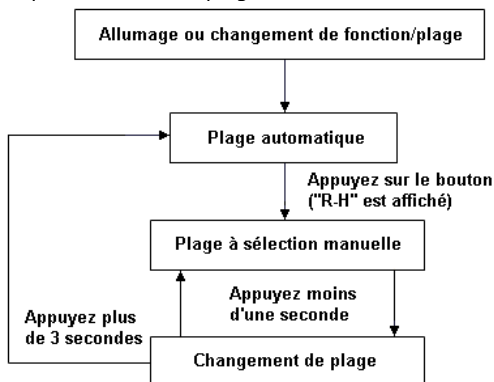 Allumage ou changement de fonction/plage
Plage automatique
Appuyez sur le bouton
("R-H" est affiché)
Plage à sélection manuelle
Appuyez moins
d'une seconde
Appuyez plus
de 3 secondes
Changement de plage